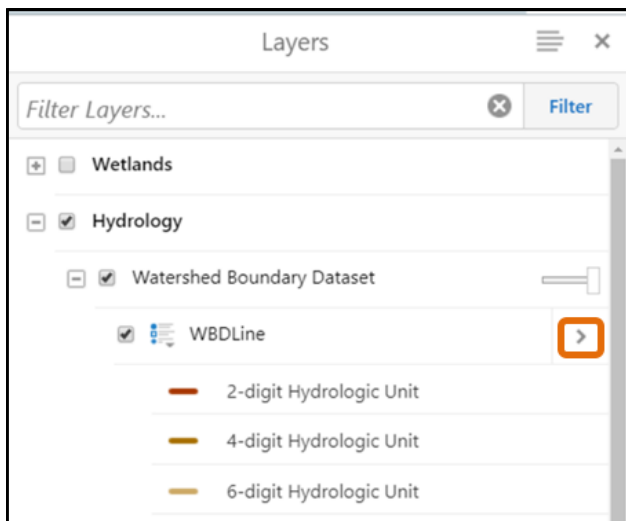 Layers
Filter Layers...
Filter
Wetlands
Hydrology
Watershed Boundary Dataset
WBDLine
2-digit Hydrologic Unit
4-digit Hydrologic Unit
6-digit Hydrologic Unit